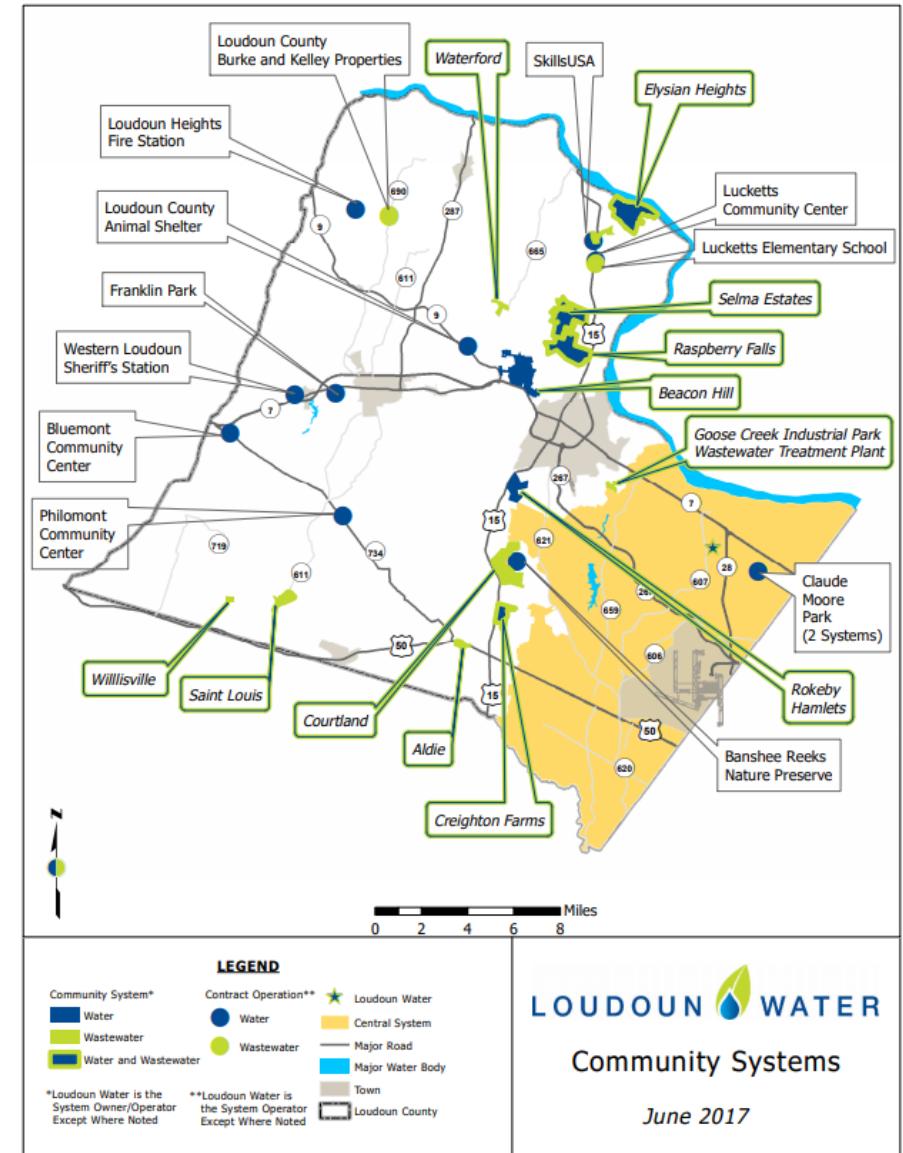 Loudoun County
Burke and Kelley Properties
Waterford
SkillsUSA
Elysian Heights
Loudoun Heights
Fire Station
Loudoun County
Animal Shelter
Franklin Park
Western Loudoun
Sheriff's Station
Bluemont
Community
Center
Philomont
Community
Center
Lucketts
Community Center
Lucketts Elementary School
Selma Estates
Raspberry Falls
Beacon Hill
Goose Creek Industrial Park
Wastewater Treatment Plant
Claude
Moore
Park
(2 Systems)
Rokeby
Hamlets
Banshee Reeks
Nature Preserve
Willlisville
Saint Louis
Courtland
Aldie
Creighton Farms
690
287
9
611
665
9
15
7
267
7
15
621
719
734
611
28
607
659
606
50
15
50
620
N
Miles
0 2 4 6 8
LEGEND
Community System*
Water
Wastewater
Water and Wastewater
*Loudoun Water is the
System Owner/Operator
Except Where Noted
Contract Operation**
Water
Wastewater
**Loudoun Water is
the System Operator
Except Where Noted
Loudoun Water
Central System
Major Road
Major Water Body
Town
Loudoun County
LOUDOUN WATER
Community Systems
June 2017